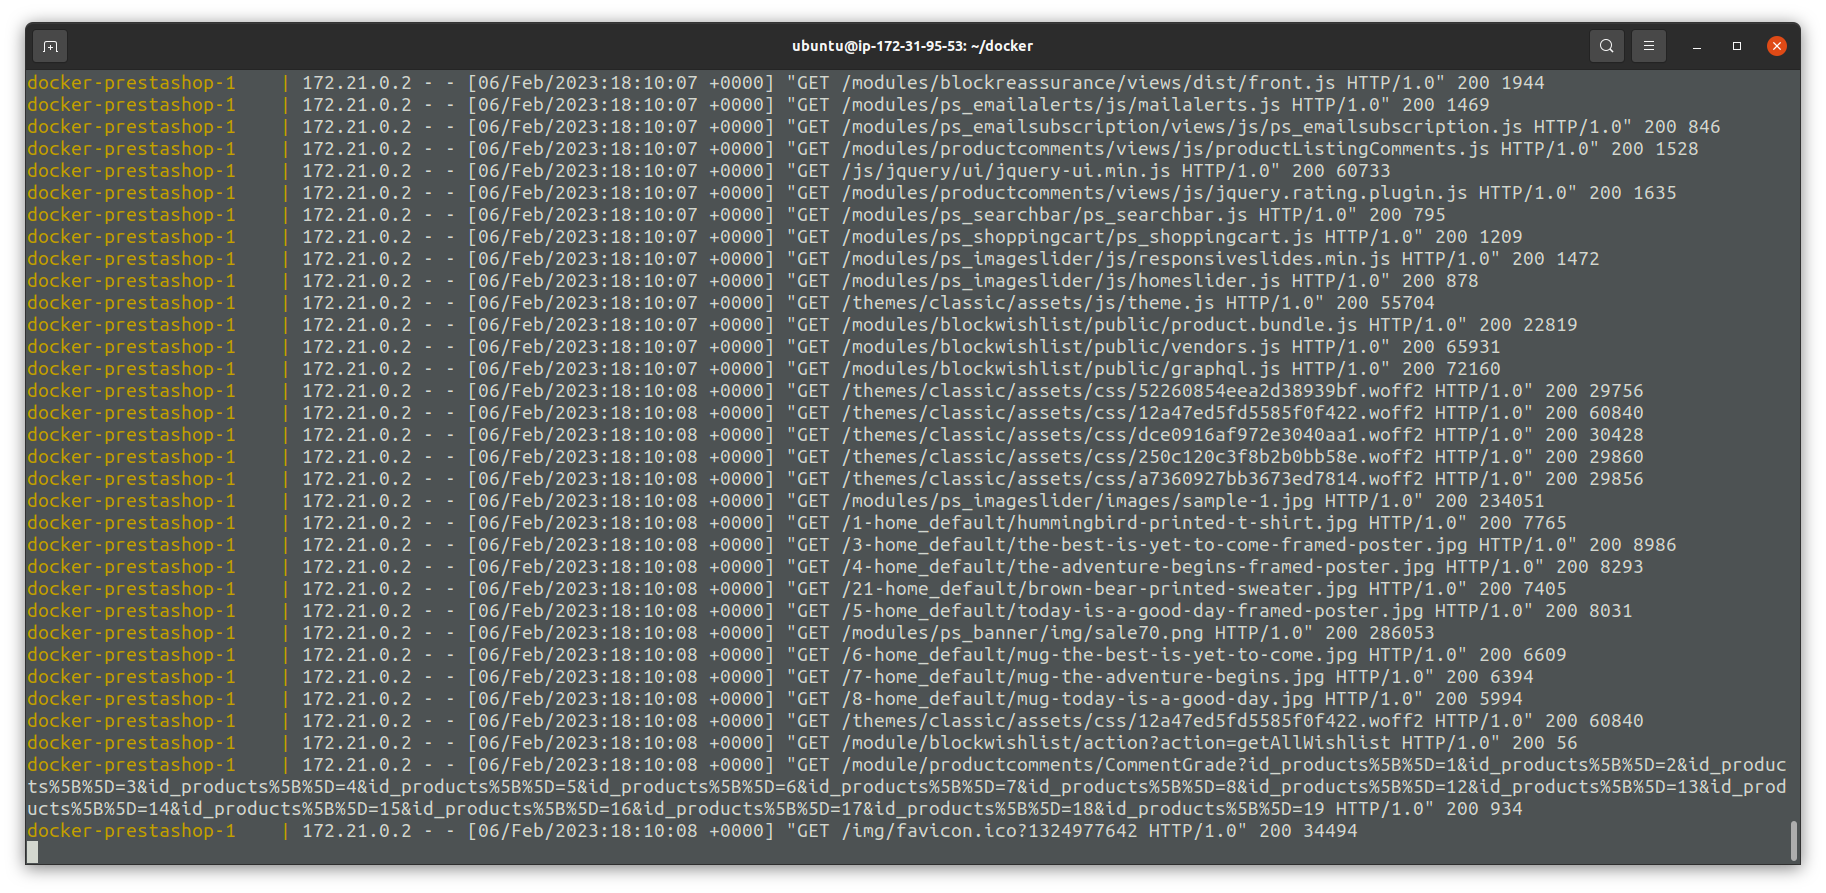 ubuntu@ip-172-31-95-53: ~/docker
docker-prestashop-1    | 172.21.0.2 - - [06/Feb/2023:18:10:07 +0000] "GET /modules/blockreassurance/views/dist/front.js HTTP/1.0" 200 1944
docker-prestashop-1    | 172.21.0.2 - - [06/Feb/2023:18:10:07 +0000] "GET /modules/ps_emailalerts/js/mailalerts.js HTTP/1.0" 200 1469
docker-prestashop-1    | 172.21.0.2 - - [06/Feb/2023:18:10:07 +0000] "GET /modules/ps_emailsubscription/views/js/ps_emailsubscription.js HTTP/1.0" 200 846
docker-prestashop-1    | 172.21.0.2 - - [06/Feb/2023:18:10:07 +0000] "GET /modules/productcomments/views/js/productListingComments.js HTTP/1.0" 200 1528
docker-prestashop-1    | 172.21.0.2 - - [06/Feb/2023:18:10:07 +0000] "GET /js/jquery/ui/jquery-ui.min.js HTTP/1.0" 200 60733
docker-prestashop-1    | 172.21.0.2 - - [06/Feb/2023:18:10:07 +0000] "GET /modules/productcomments/views/js/jquery.rating.plugin.js HTTP/1.0" 200 1635
docker-prestashop-1    | 172.21.0.2 - - [06/Feb/2023:18:10:07 +0000] "GET /modules/ps_searchbar/ps_searchbar.js HTTP/1.0" 200 795
docker-prestashop-1    | 172.21.0.2 - - [06/Feb/2023:18:10:07 +0000] "GET /modules/ps_shoppingcart/ps_shoppingcart.js HTTP/1.0" 200 1209
docker-prestashop-1    | 172.21.0.2 - - [06/Feb/2023:18:10:07 +0000] "GET /modules/ps_imageslider/js/responsiveslides.min.js HTTP/1.0" 200 1472
docker-prestashop-1    | 172.21.0.2 - - [06/Feb/2023:18:10:07 +0000] "GET /modules/ps_imageslider/js/homeslider.js HTTP/1.0" 200 878
docker-prestashop-1    | 172.21.0.2 - - [06/Feb/2023:18:10:07 +0000] "GET /themes/classic/assets/js/theme.js HTTP/1.0" 200 55704
docker-prestashop-1    | 172.21.0.2 - - [06/Feb/2023:18:10:07 +0000] "GET /modules/blockwishlist/public/product.bundle.js HTTP/1.0" 200 22819
docker-prestashop-1    | 172.21.0.2 - - [06/Feb/2023:18:10:07 +0000] "GET /modules/blockwishlist/public/vendors.js HTTP/1.0" 200 65931
docker-prestashop-1    | 172.21.0.2 - - [06/Feb/2023:18:10:07 +0000] "GET /modules/blockwishlist/public/graphql.js HTTP/1.0" 200 72160
docker-prestashop-1    | 172.21.0.2 - - [06/Feb/2023:18:10:08 +0000] "GET /themes/classic/assets/css/52260854eea2d38939bf.woff2 HTTP/1.0" 200 29756
docker-prestashop-1    | 172.21.0.2 - - [06/Feb/2023:18:10:08 +0000] "GET /themes/classic/assets/css/12a47ed5fd5585f0f422.woff2 HTTP/1.0" 200 60840
docker-prestashop-1    | 172.21.0.2 - - [06/Feb/2023:18:10:08 +0000] "GET /themes/classic/assets/css/dce0916af972e3040aa1.woff2 HTTP/1.0" 200 30428
docker-prestashop-1    | 172.21.0.2 - - [06/Feb/2023:18:10:08 +0000] "GET /themes/classic/assets/css/250c120c3f8b2b0bb58e.woff2 HTTP/1.0" 200 29860
docker-prestashop-1    | 172.21.0.2 - - [06/Feb/2023:18:10:08 +0000] "GET /themes/classic/assets/css/a7360927bb3673ed7814.woff2 HTTP/1.0" 200 29856
docker-prestashop-1    | 172.21.0.2 - - [06/Feb/2023:18:10:08 +0000] "GET /modules/ps_imageslider/images/sample-1.jpg HTTP/1.0" 200 234051
docker-prestashop-1    | 172.21.0.2 - - [06/Feb/2023:18:10:08 +0000] "GET /1-home_default/hummingbird-printed-t-shirt.jpg HTTP/1.0" 200 7765
docker-prestashop-1    | 172.21.0.2 - - [06/Feb/2023:18:10:08 +0000] "GET /3-home_default/the-best-is-yet-to-come-framed-poster.jpg HTTP/1.0" 200 8986
docker-prestashop-1    | 172.21.0.2 - - [06/Feb/2023:18:10:08 +0000] "GET /4-home_default/the-adventure-begins-framed-poster.jpg HTTP/1.0" 200 8293
docker-prestashop-1    | 172.21.0.2 - - [06/Feb/2023:18:10:08 +0000] "GET /21-home_default/brown-bear-printed-sweater.jpg HTTP/1.0" 200 7405
docker-prestashop-1    | 172.21.0.2 - - [06/Feb/2023:18:10:08 +0000] "GET /5-home_default/today-is-a-good-day-framed-poster.jpg HTTP/1.0" 200 8031
docker-prestashop-1    | 172.21.0.2 - - [06/Feb/2023:18:10:08 +0000] "GET /modules/ps_banner/img/sale70.png HTTP/1.0" 200 286053
docker-prestashop-1    | 172.21.0.2 - - [06/Feb/2023:18:10:08 +0000] "GET /6-home_default/mug-the-best-is-yet-to-come.jpg HTTP/1.0" 200 6609
docker-prestashop-1    | 172.21.0.2 - - [06/Feb/2023:18:10:08 +0000] "GET /7-home_default/mug-the-adventure-begins.jpg HTTP/1.0" 200 6394
docker-prestashop-1    | 172.21.0.2 - - [06/Feb/2023:18:10:08 +0000] "GET /8-home_default/mug-today-is-a-good-day.jpg HTTP/1.0" 200 5994
docker-prestashop-1    | 172.21.0.2 - - [06/Feb/2023:18:10:08 +0000] "GET /themes/classic/assets/css/12a47ed5fd5585f0f422.woff2 HTTP/1.0" 200 60840
docker-prestashop-1    | 172.21.0.2 - - [06/Feb/2023:18:10:08 +0000] "GET /module/blockwishlist/action?action=getAllWishlist HTTP/1.0" 200 56
docker-prestashop-1    | 172.21.0.2 - - [06/Feb/2023:18:10:08 +0000] "GET /module/productcomments/CommentGrade?id_products%5B%5D=1&id_products%5B%5D=2&id_produc
ts%5B%5D=3&id_products%5B%5D=4&id_products%5B%5D=5&id_products%5B%5D=6&id_products%5B%5D=7&id_products%5B%5D=8&id_products%5B%5D=12&id_products%5B%5D=13&id_prod
ucts%5B%5D=14&id_products%5B%5D=15&id_products%5B%5D=16&id_products%5B%5D=17&id_products%5B%5D=18&id_products%5B%5D=19 HTTP/1.0" 200 934
docker-prestashop-1    | 172.21.0.2 - - [06/Feb/2023:18:10:08 +0000] "GET /img/favicon.ico?1324977642 HTTP/1.0" 200 34494